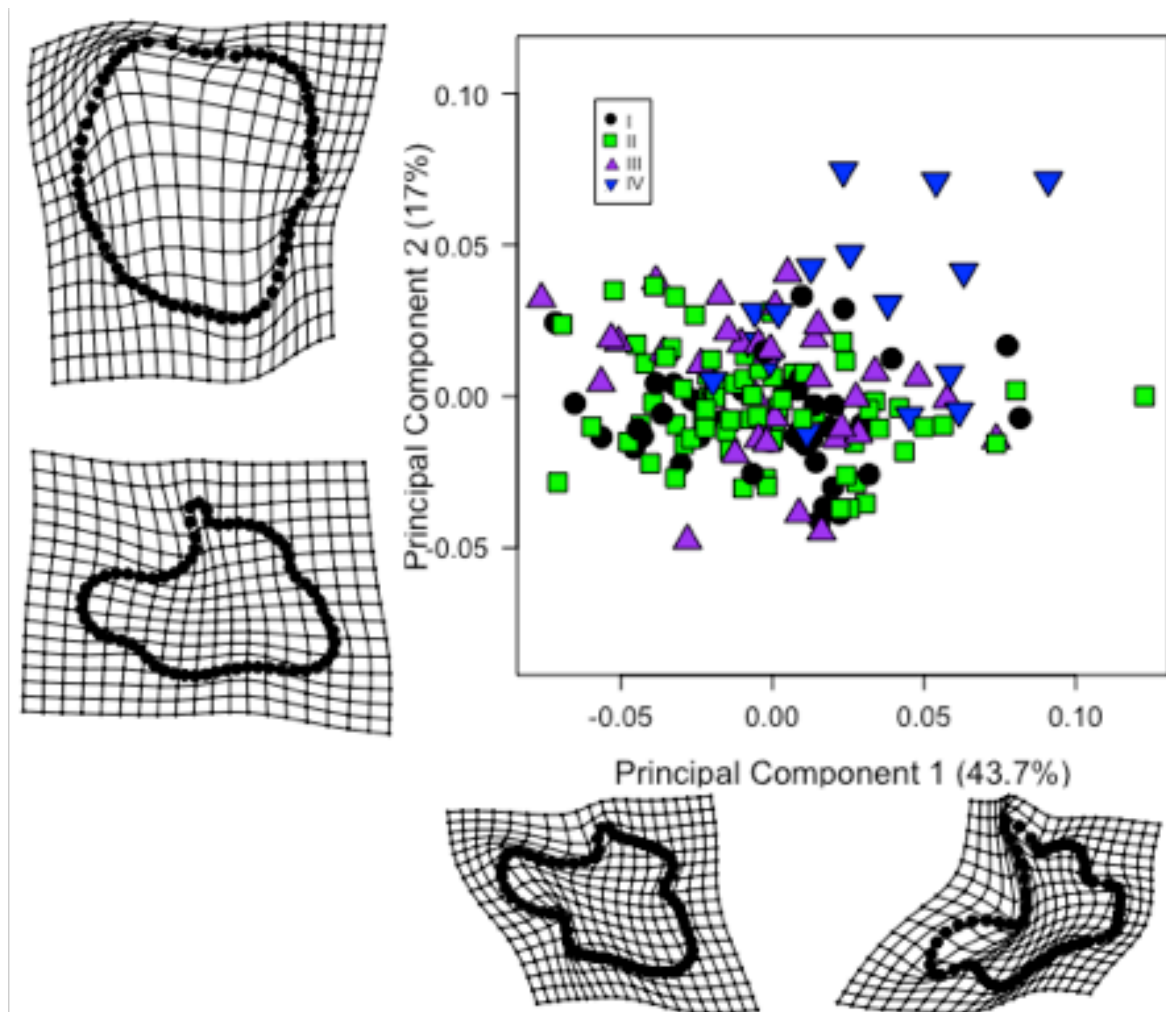 0.10
0.05
0.00
-0.05
Principal Component 2 (17%)
I
II
III
IV
-0.05 0.00 0.05 0.10
Principal Component 1 (43.7%)